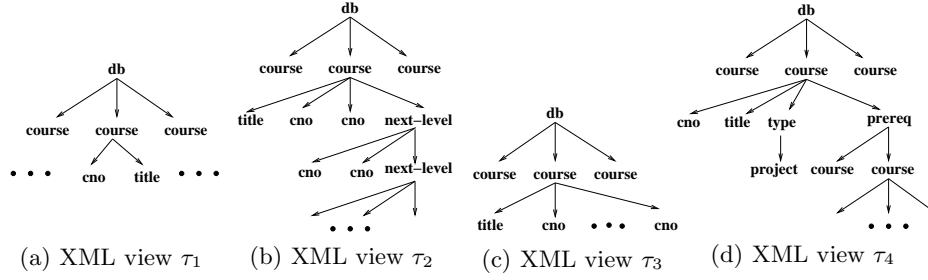 db
course course course
cno title
(a) XML view τ1
db
course course course
title cno cno next-level
cno cno next-level
(b) XML view τ2
db
course course course
title cno cno
(c) XML view τ3
db
course course course
cno title type prereq
project course course
(d) XML view τ4